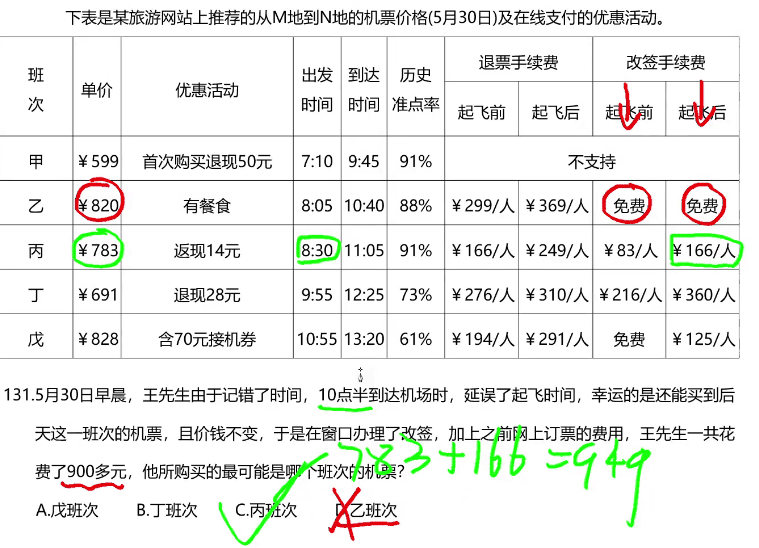 下表是某旅游网站上推荐的从M地到N地的机票价格(5月30日)及在线支付的优惠活动。
班次 单价 优惠活动 出发时间 到达时间 历史准点率 退票手续费 改签手续费
起飞前 起飞后 起飞前 起飞后
甲 ￥599 首次购买退现50元 7:10 9:45 91% 不支持
乙 ￥820 有餐食 8:05 10:40 88% ￥299/人 ￥369/人 免费 免费
丙 ￥783 返现14元 8:30 11:05 91% ￥166/人 ￥249/人 ￥83/人 ￥166/人
丁 ￥691 退现28元 9:55 12:25 73% ￥276/人 ￥310/人 ￥216/人 ￥360/人
戊 ￥828 含70元接机券 10:55 13:20 61% ￥194/人 ￥291/人 免费 ￥125/人
131.5月30日早晨，王先生由于记错了时间，10点半到达机场时，延误了起飞时间，幸运的是还能买到后
天这一班次的机票，且价钱不变，于是在窗口办理了改签，加上之前网上订票的费用，王先生一共花
费了900多元，他所购买的最可能是哪个班次的机票？
783+166=949
A.戊班次 B.丁班次 C.丙班次 D.乙班次